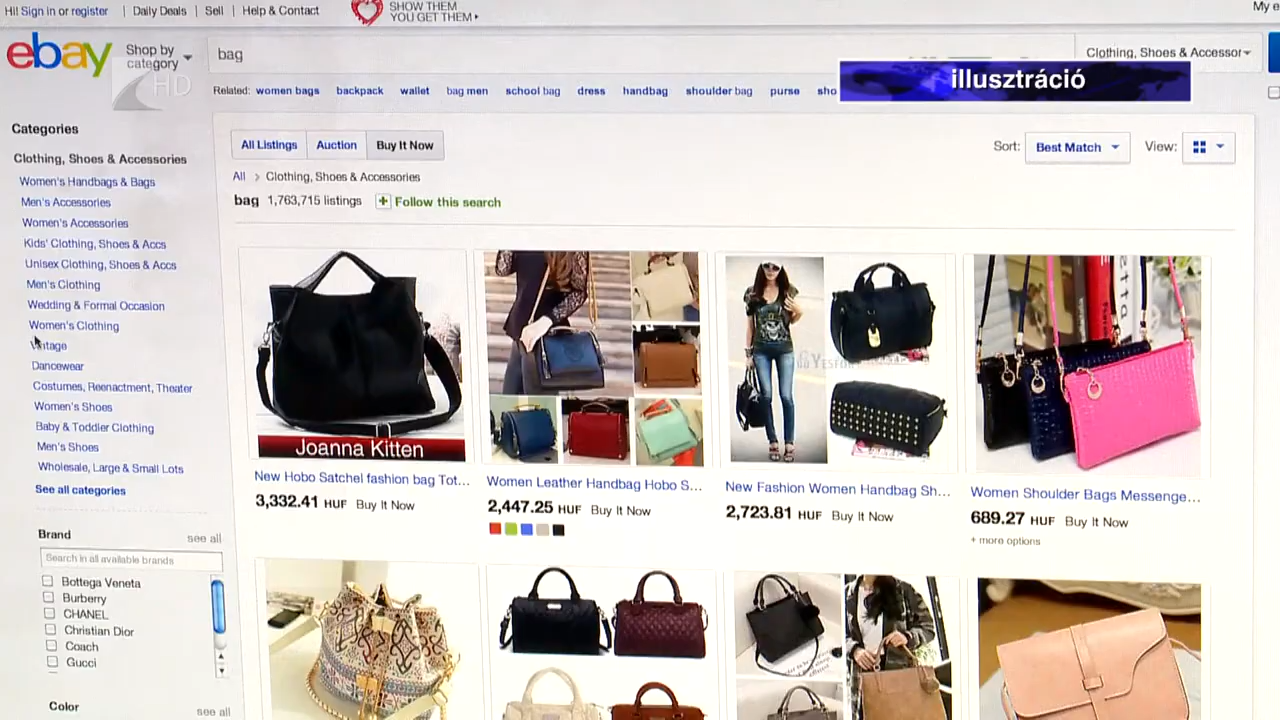 Hi! Sign in or register | Daily Deals | Sell | Help & Contact
SHOW THEM
YOU GET THEM
My e
ebay
Shop by
category
bag
Clothing, Shoes & Accessor
HD
illusztráció
Related: women bags backpack wallet bag men school bag dress handbag shoulder bag purse sho
Categories
Clothing, Shoes & Accessories
Women's Handbags & Bags
Men's Accessories
Women's Accessories
Kids' Clothing, Shoes & Accs
Unisex Clothing, Shoes & Accs
Men's Clothing
Wedding & Formal Occasion
Women's Clothing
Vintage
Dancewear
Costumes, Reenactment, Theater
Women's Shoes
Baby & Toddler Clothing
Men's Shoes
Wholesale, Large & Small Lots
See all categories
Brand see all
Search in all available brands
Bottega Veneta
Burberry
CHANEL
Christian Dior
Coach
Gucci
Color see all
All Listings Auction Buy It Now
Sort: Best Match View:
All > Clothing, Shoes & Accessories
bag 1,763,715 listings + Follow this search
Joanna Kitten
New Hobo Satchel fashion bag Tot...
3,332.41 HUF Buy It Now
Women Leather Handbag Hobo S...
2,447.25 HUF Buy It Now
New Fashion Women Handbag Sh...
2,723.81 HUF Buy It Now
Women Shoulder Bags Messenge...
689.27 HUF Buy It Now
+ more options